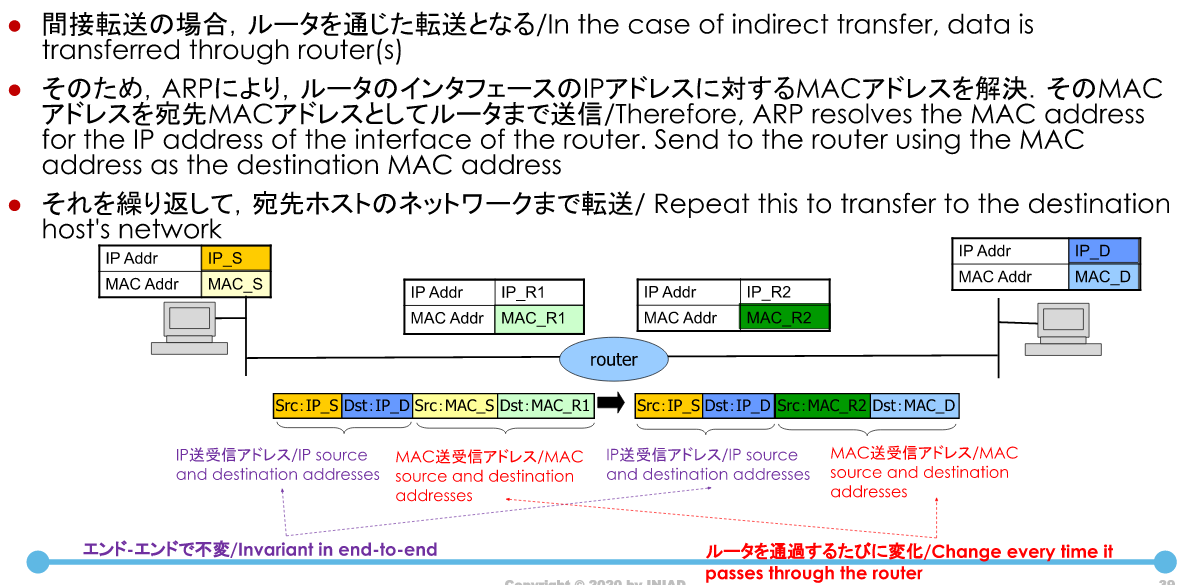 間接転送の場合，ルータを通じた転送となる/In the case of indirect transfer, data is
transferred through router(s)
そのため，ARPにより，ルータのインタフェースのIPアドレスに対するMACアドレスを解決．そのMAC
アドレスを宛先MACアドレスとしてルータまで送信/Therefore, ARP resolves the MAC address
for the IP address of the interface of the router. Send to the router using the MAC
address as the destination MAC address
それを繰り返して，宛先ホストのネットワークまで転送/ Repeat this to transfer to the destination
host's network
IP Addr IP_S
MAC Addr MAC_S
IP Addr IP_R1
MAC Addr MAC_R1
IP Addr IP_R2
MAC Addr MAC_R2
IP Addr IP_D
MAC Addr MAC_D
router
Src:IP_S Dst:IP_D Src:MAC_S Dst:MAC_R1
Src:IP_S Dst:IP_D Src:MAC_R2 Dst:MAC_D
IP送受信アドレス/IP source
and destination addresses
MAC送受信アドレス/MAC
source and destination
addresses
IP送受信アドレス/IP source
and destination addresses
MAC送受信アドレス/MAC
source and destination
addresses
エンド-エンドで不変/Invariant in end-to-end
ルータを通過するたびに変化/Change every time it
passes through the router
Copyright © 2020 by INIAD
39